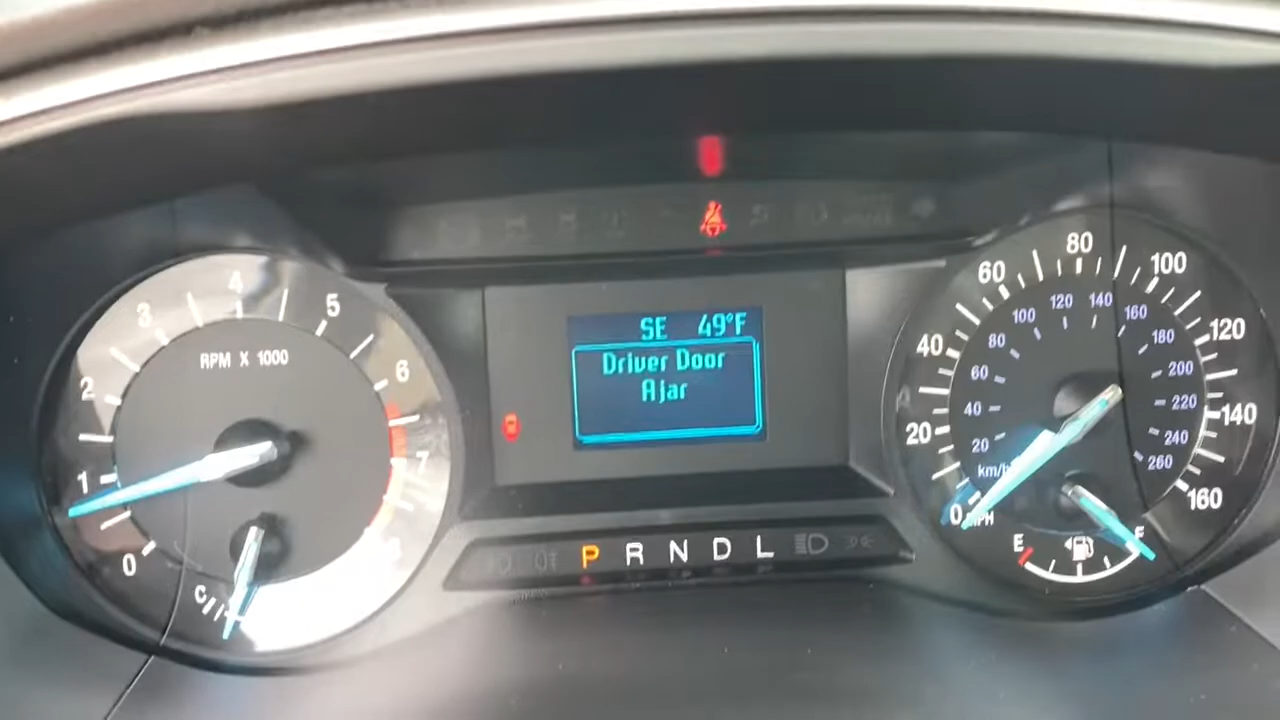 4
3
5
RPM X 1000
2
6
1
7
0
C
SE 49°F
Driver Door
Ajar
P R N D L
80
60
100
120 140
100
160
40
80
180
120
60
200
40
220
140
20
20
240
km/h
260
0
MPH
160
E
F